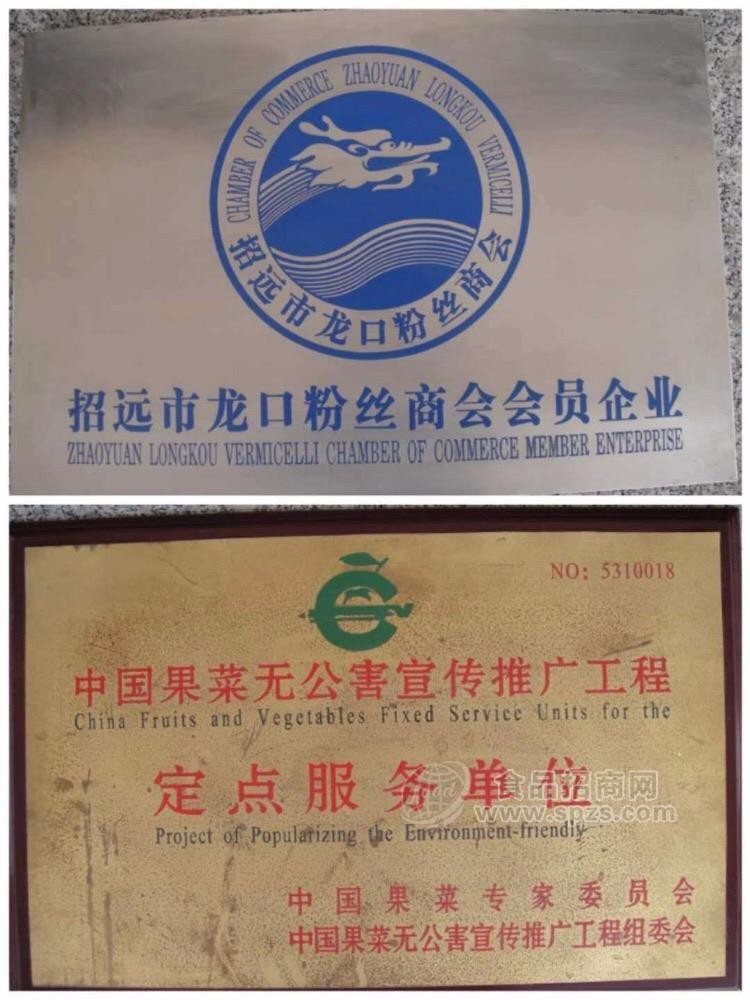 CHAMBER OF COMMERCE ZHAOYUAN LONGKOU VERMICELLI
招远市龙口粉丝商会
招远市龙口粉丝商会会员企业
ZHAOYUAN LONGKOU VERMICELLI CHAMBER OF COMMERCE MEMBER ENTERPRISE
NO: 5310018
中国果菜无公害宣传推广工程
China Fruits and Vegetables Fixed Service Units for the
定点服务单位
食品招商网
www.spzs.com
Project of Popularizing the Environment-friendly
中国果菜专家委员会
中国果菜无公害宣传推广工程组委会